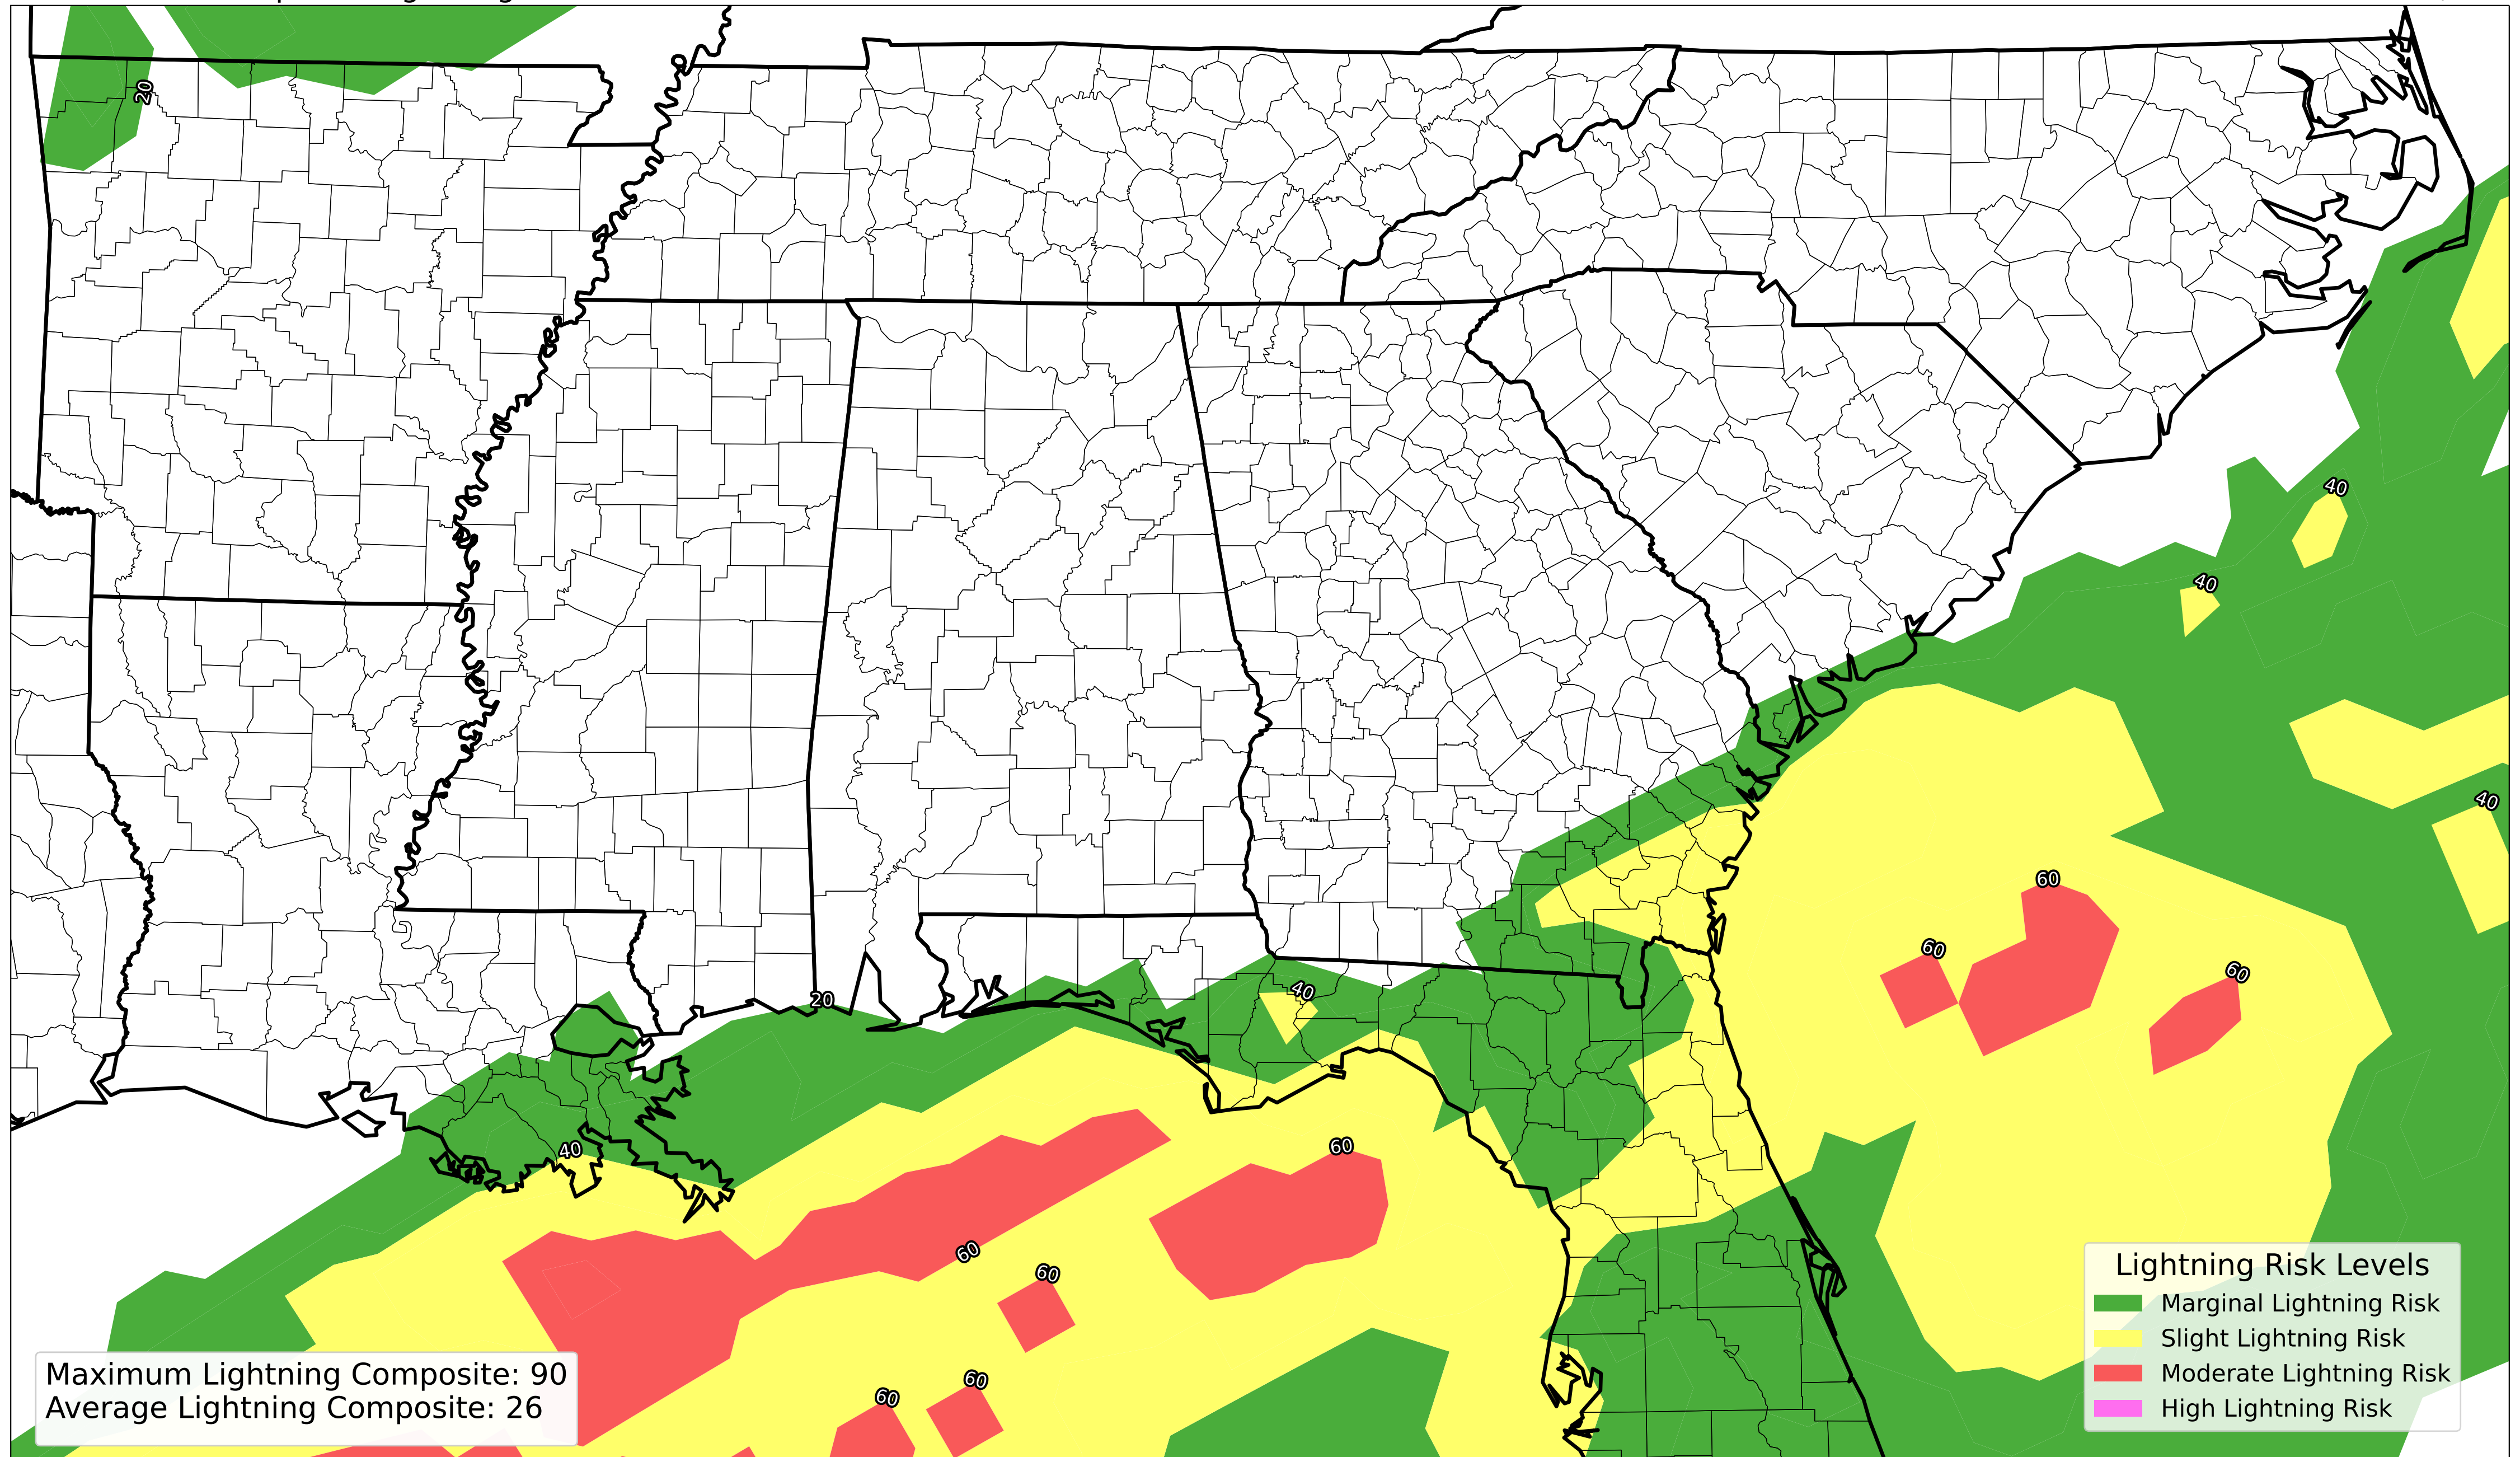 20
40
40
40
60
60
60
40
20
40
60
60
60
60
60
Lightning Risk Levels
Marginal Lightning Risk
Slight Lightning Risk
Moderate Lightning Risk
High Lightning Risk
Maximum Lightning Composite: 90
Average Lightning Composite: 26